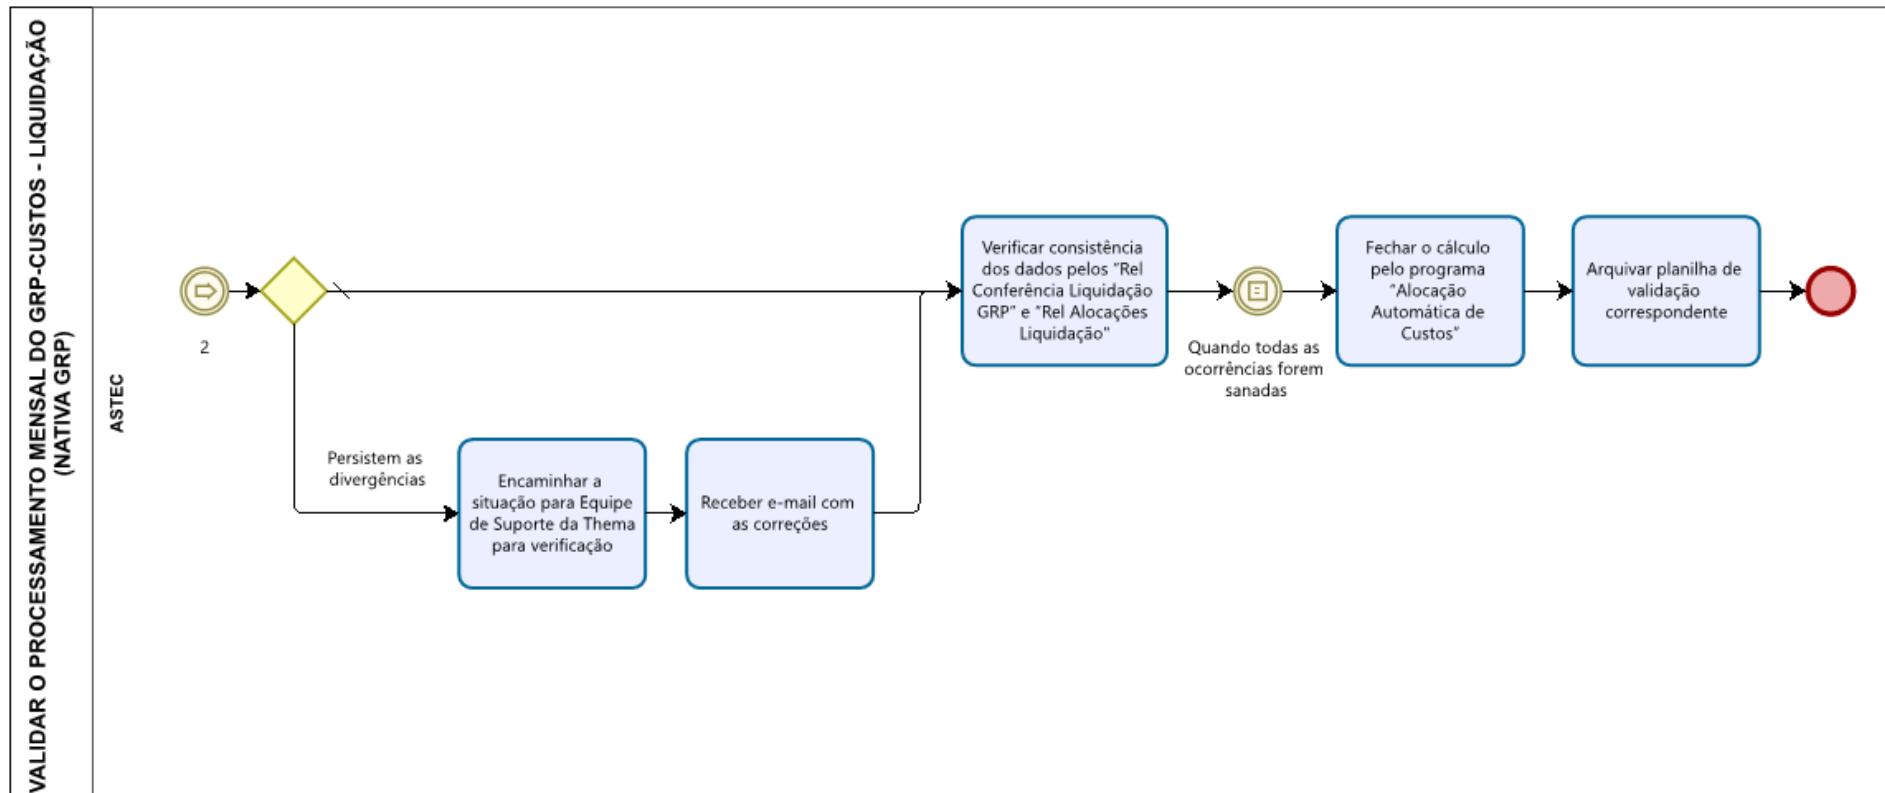 VALIDAR O PROCESSAMENTO MENSAL DO GRP-CUSTOS - LIQUIDAÇÃO
(NATIVA GRP)
ASTEC
2
Persistem as
divergências
Encaminhar a
situação para Equipe
de Suporte da Thema
para verificação
Receber e-mail com
as correções
Verificar consistência
dos dados pelos “Rel
Conferência Liquidação
GRP” e “Rel Alocações
Liquidação”
Quando todas as
ocorrências forem
sanadas
Fechar o cálculo
pelo programa
“Alocação
Automática de
Custos”
Arquivar planilha de
validação
correspondente